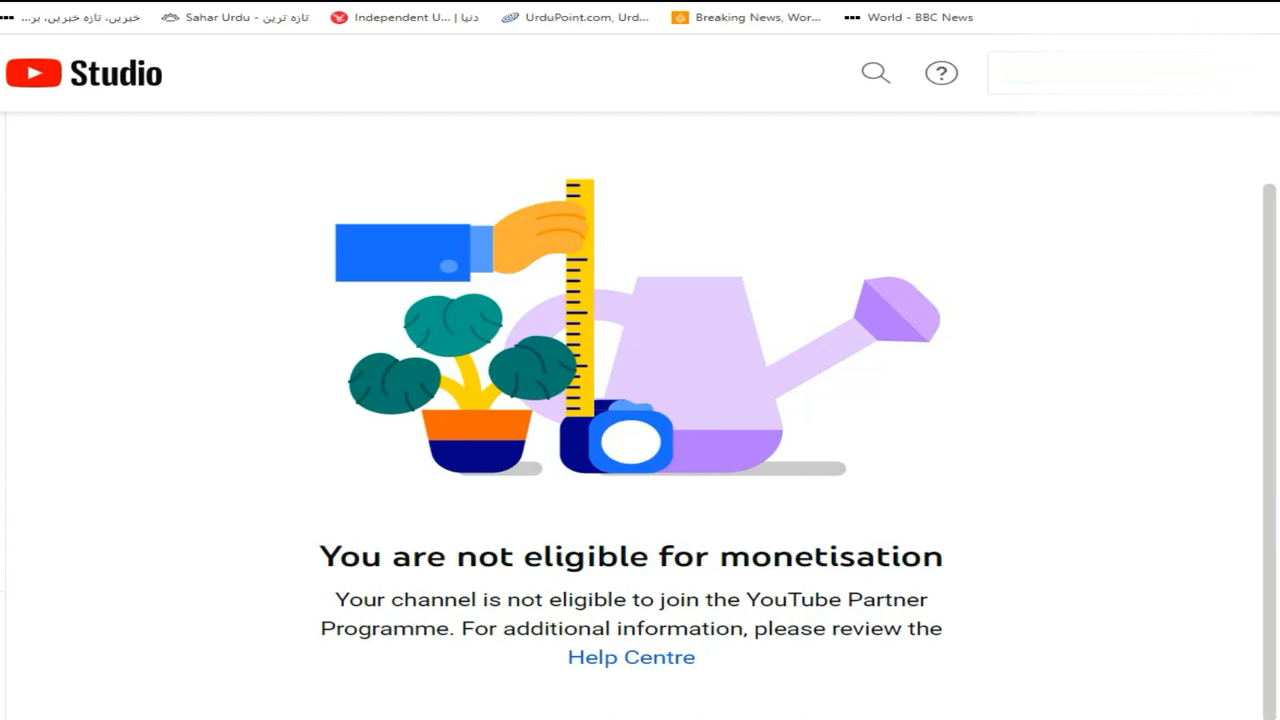 خبریں، تازہ خبریں، بر...
Sahar Urdu - تازہ ترین
Independent U... | دنیا
UrduPoint.com, Urd...
Breaking News, Wor...
World - BBC News
Studio
?
You are not eligible for monetisation
Your channel is not eligible to join the YouTube Partner
Programme. For additional information, please review the
Help Centre